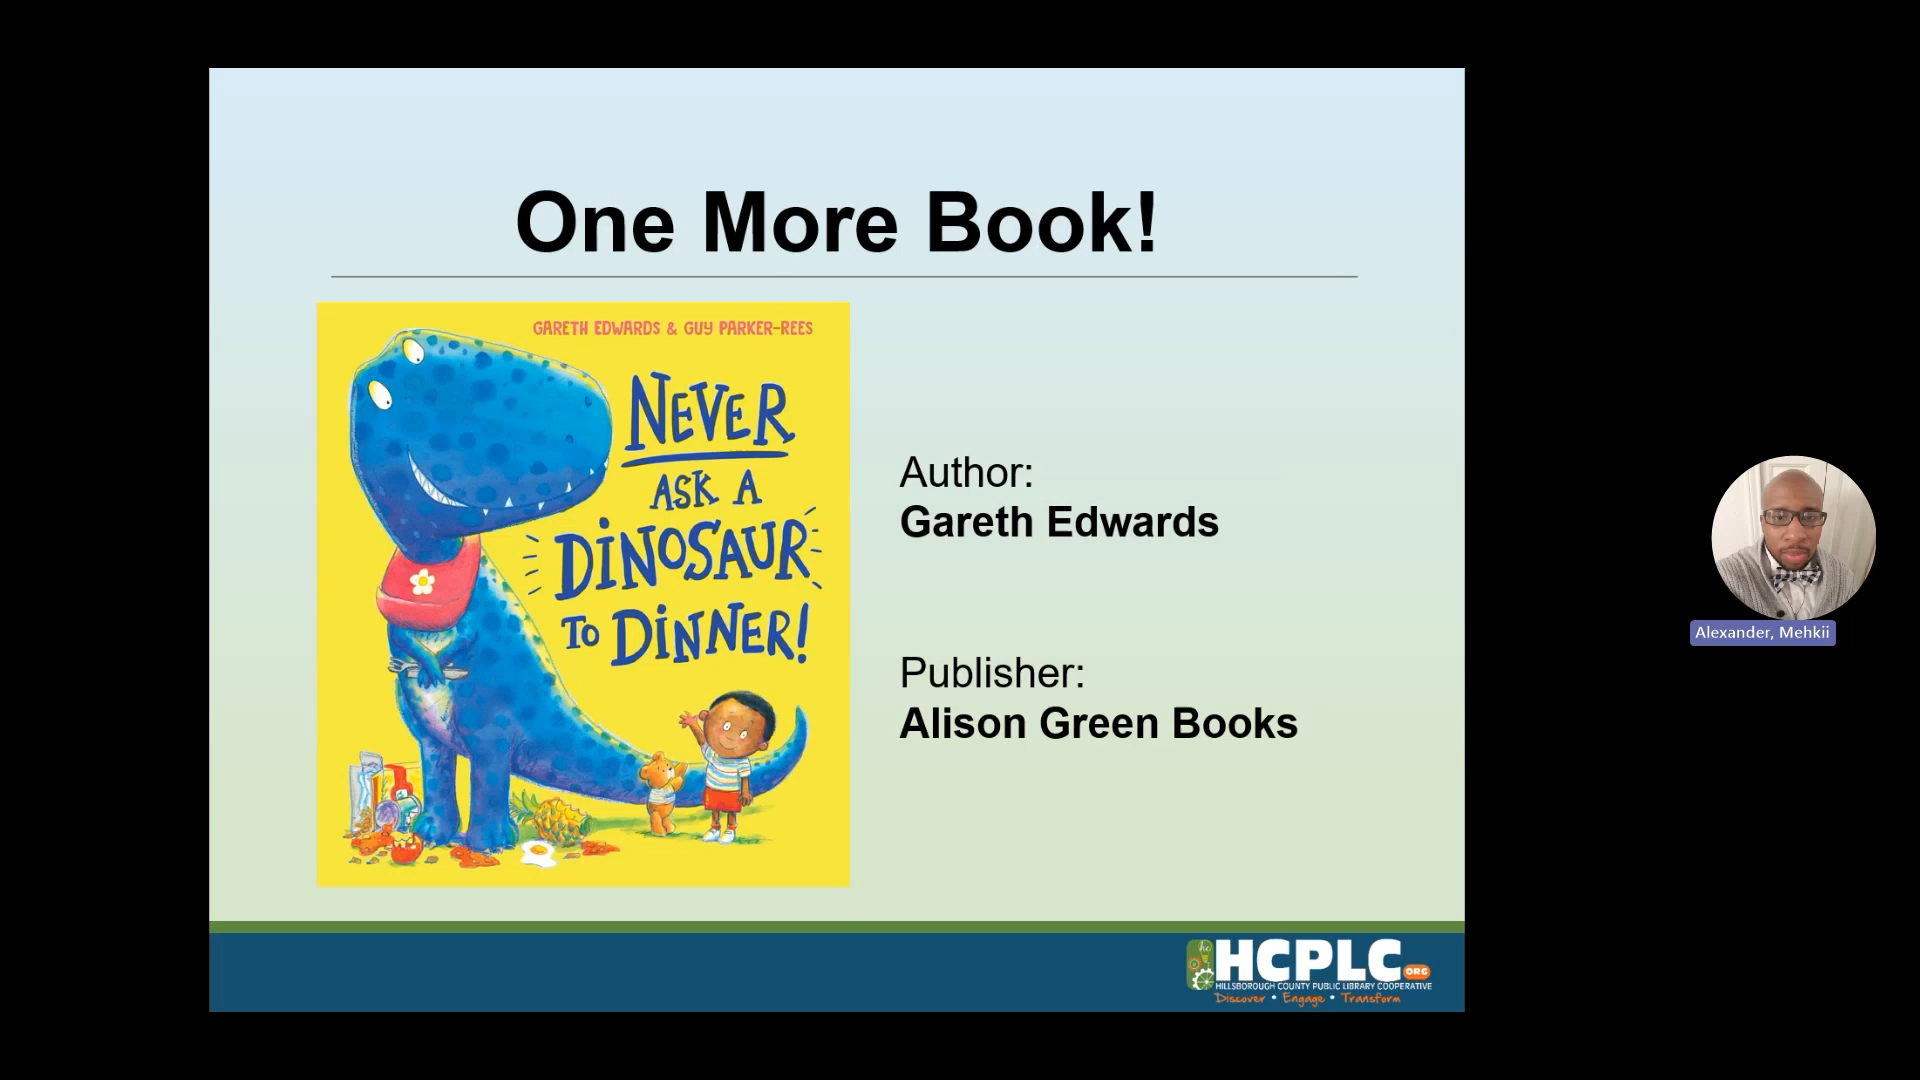 One More Book!
GARETH EDWARDS & GUY PARKER-REES
NEVER
ASK A
DINOSAUR
TO DINNER!
Author:
Gareth Edwards
Publisher:
Alison Green Books
Alexander, Mehkii
hc
HCPLC.ORG
HILLSBOROUGH COUNTY PUBLIC LIBRARY COOPERATIVE
Discover • Engage • Transform